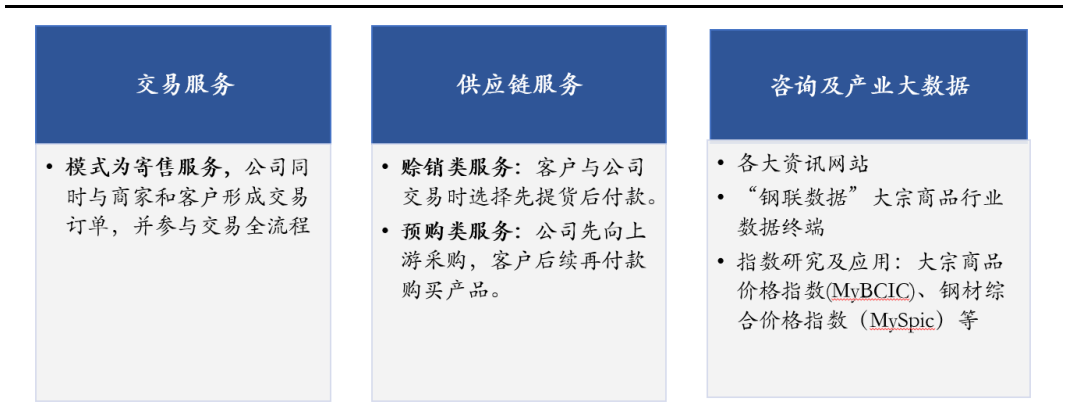 交易服务
• 模式为寄售服务，公司同
时与商家和客户形成交易
订单，并参与交易全流程
供应链服务
• 赊销类服务：客户与公司
交易时选择先提货后付款。
• 预购类服务：公司先向上
游采购，客户后续再付款
购买产品。
咨询及产业大数据
• 各大资讯网站
• “钢联数据”大宗商品行业
数据终端
• 指数研究及应用：大宗商品
价格指数(MyBCIC)、钢材综
合价格指数（MySpic）等